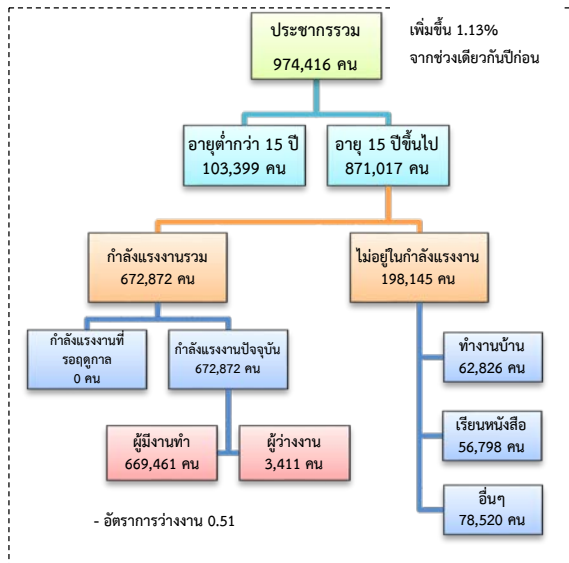 ประชากรรวม
974,416 คน
เพิ่มขึ้น 1.13%
จากช่วงเดียวกันปีก่อน
อายุต่ำกว่า 15 ปี
103,399 คน
อายุ 15 ปีขึ้นไป
871,017 คน
กำลังแรงงานรวม
672,872 คน
ไม่อยู่ในกำลังแรงงาน
198,145 คน
กำลังแรงงานที่
รอฤดูกาล
0 คน
กำลังแรงงานปัจจุบัน
672,872 คน
ทำงานบ้าน
62,826 คน
เรียนหนังสือ
56,798 คน
อื่นๆ
78,520 คน
ผู้มีงานทำ
669,461 คน
ผู้ว่างงาน
3,411 คน
- อัตราการว่างงาน 0.51